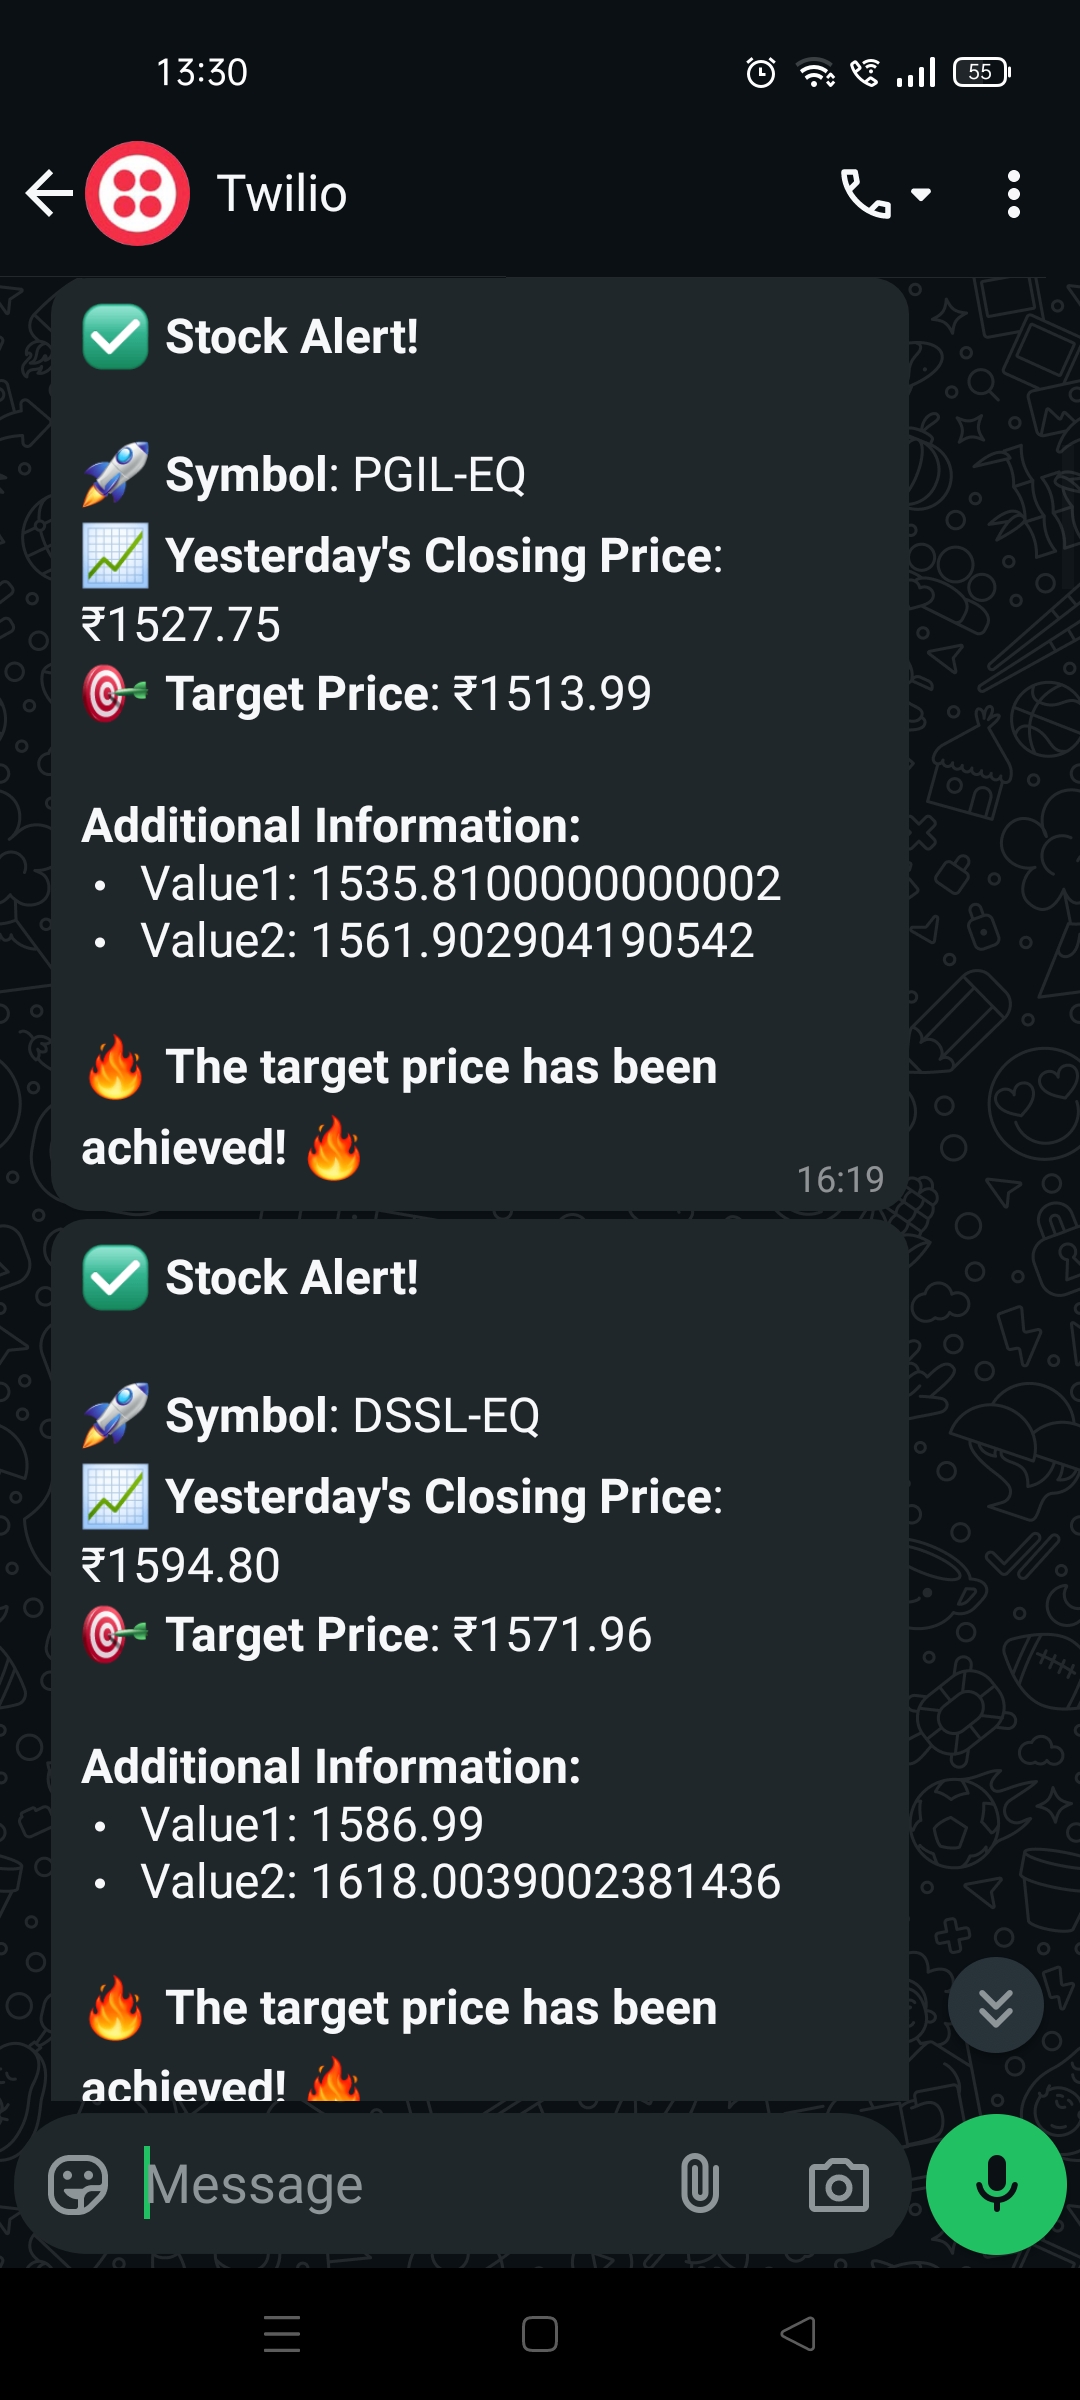 13:30
55
Twilio
✅ Stock Alert!
🚀 Symbol: PGIL-EQ
📈 Yesterday's Closing Price:
₹1527.75
🎯 Target Price: ₹1513.99
Additional Information:
• Value1: 1535.8100000000002
• Value2: 1561.902904190542
🔥 The target price has been
achieved! 🔥
16:19
✅ Stock Alert!
🚀 Symbol: DSSL-EQ
📈 Yesterday's Closing Price:
₹1594.80
🎯 Target Price: ₹1571.96
Additional Information:
• Value1: 1586.99
• Value2: 1618.0039002381436
🔥 The target price has been
achieved! 🔥
Message